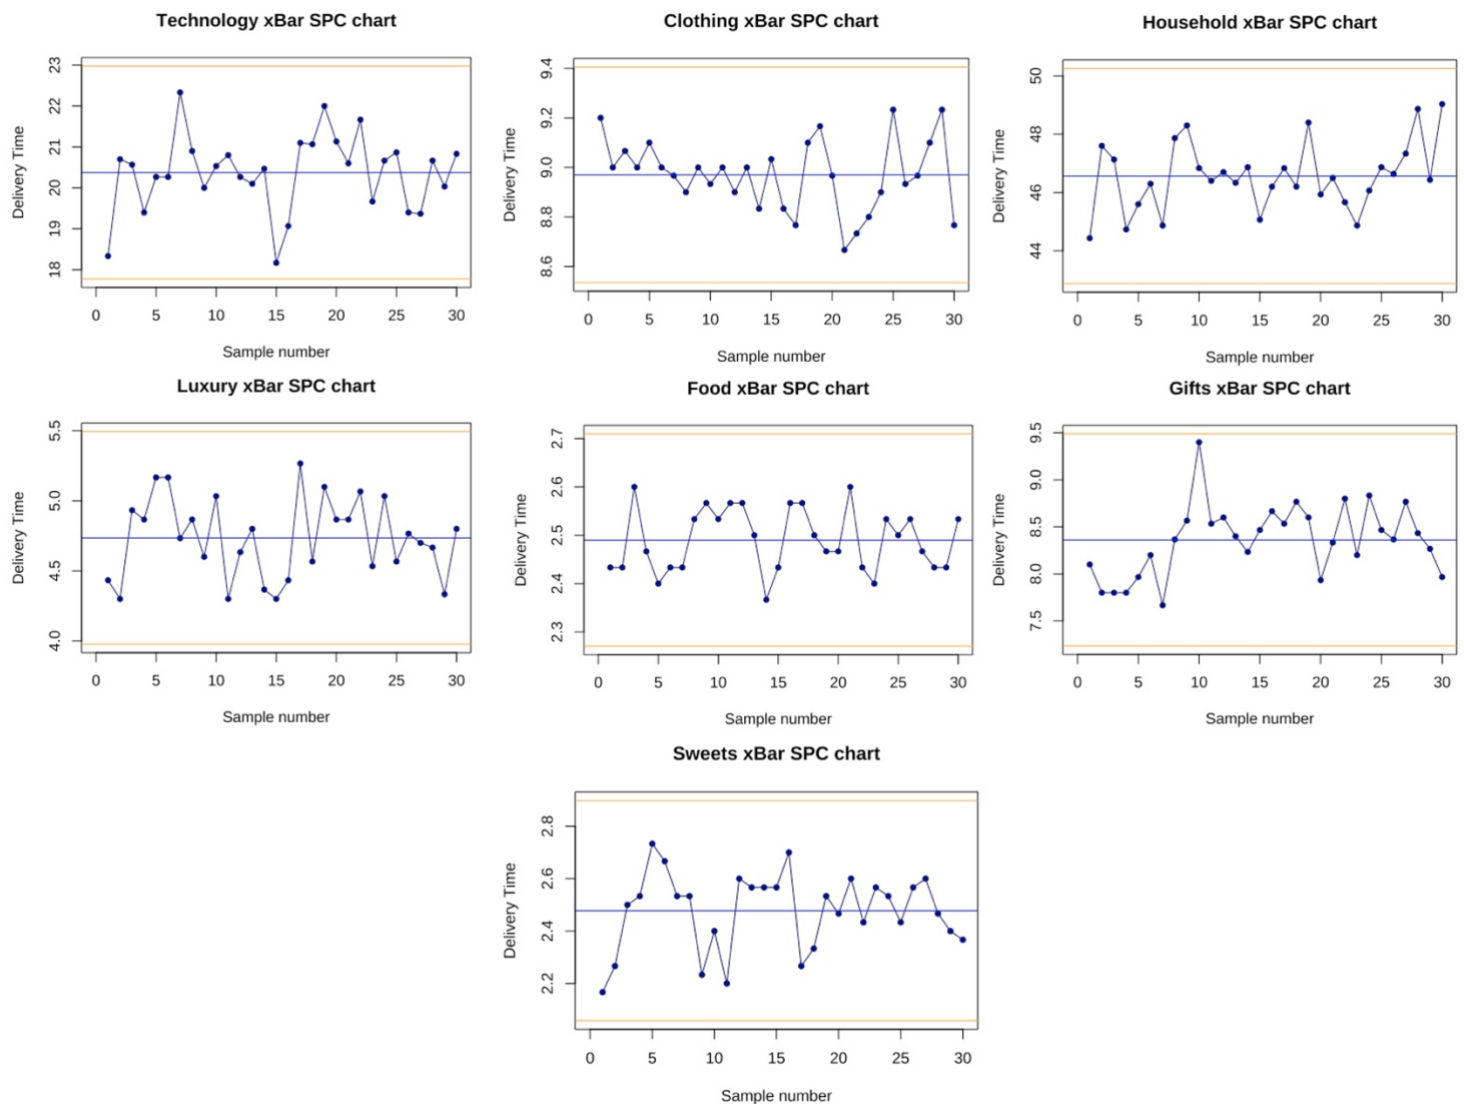 Technology xBar SPC chart
Delivery Time
23
22
21
20
19
18
0 5 10 15 20 25 30
Sample number
Clothing xBar SPC chart
Delivery Time
9.4
9.2
9.0
8.8
8.6
0 5 10 15 20 25 30
Sample number
Household xBar SPC chart
Delivery Time
50
48
46
44
0 5 10 15 20 25 30
Sample number
Luxury xBar SPC chart
Delivery Time
5.5
5.0
4.5
4.0
0 5 10 15 20 25 30
Sample number
Food xBar SPC chart
Delivery Time
2.7
2.6
2.5
2.4
2.3
0 5 10 15 20 25 30
Sample number
Gifts xBar SPC chart
Delivery Time
9.5
9.0
8.5
8.0
7.5
0 5 10 15 20 25 30
Sample number
Sweets xBar SPC chart
Delivery Time
2.8
2.6
2.4
2.2
0 5 10 15 20 25 30
Sample number